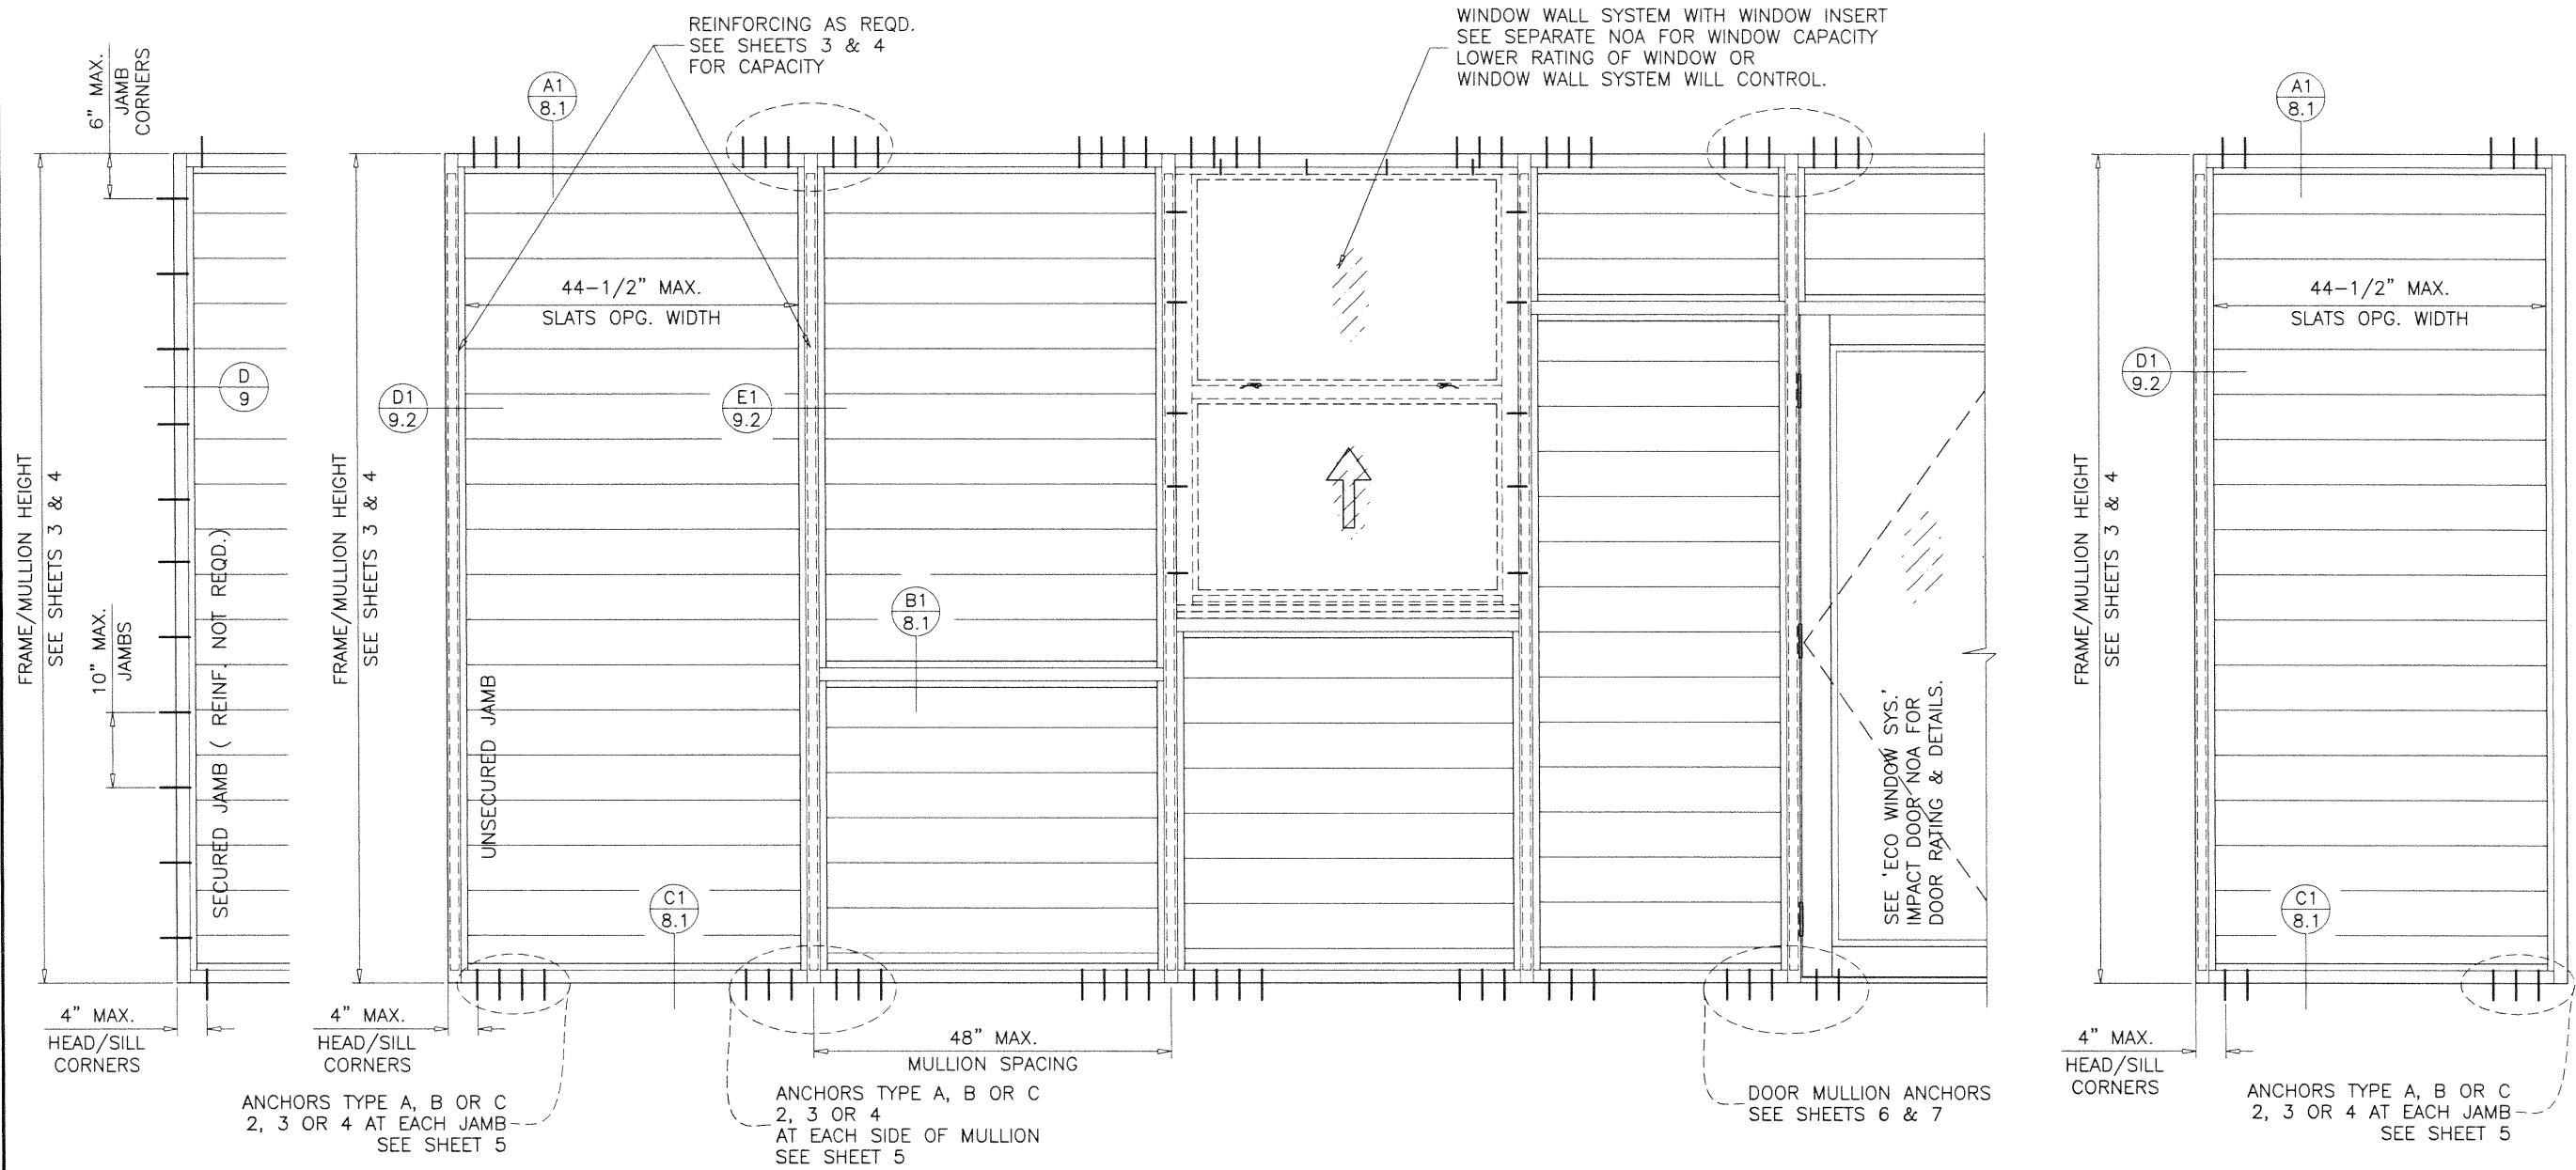 REINFORCING AS REQD.
SEE SHEETS 3 & 4
FOR CAPACITY
WINDOW WALL SYSTEM WITH WINDOW INSERT
SEE SEPARATE NOA FOR WINDOW CAPACITY
LOWER RATING OF WINDOW OR
WINDOW WALL SYSTEM WILL CONTROL.
6" MAX.
JAMB
CORNERS
A1
8.1
A1
8.1
44-1/2" MAX.
SLATS OPG. WIDTH
44-1/2" MAX.
SLATS OPG. WIDTH
D
9
D1
9.2
E1
9.2
D1
9.2
FRAME/MULLION HEIGHT
SEE SHEETS 3 & 4
10" MAX.
JAMBS
SECURED JAMB ( REINF. NOT REQD.)
FRAME/MULLION HEIGHT
SEE SHEETS 3 & 4
UNSECURED JAMB
B1
8.1
C1
8.1
SEE 'ECO WINDOW SYS.'
IMPACT DOOR NOA FOR
DOOR RATING & DETAILS.
FRAME/MULLION HEIGHT
SEE SHEETS 3 & 4
C1
8.1
4" MAX.
HEAD/SILL
CORNERS
4" MAX.
HEAD/SILL
CORNERS
48" MAX.
MULLION SPACING
4" MAX.
HEAD/SILL
CORNERS
ANCHORS TYPE A, B OR C
2, 3 OR 4 AT EACH JAMB
SEE SHEET 5
ANCHORS TYPE A, B OR C
2, 3 OR 4
AT EACH SIDE OF MULLION
SEE SHEET 5
DOOR MULLION ANCHORS
SEE SHEETS 6 & 7
ANCHORS TYPE A, B OR C
2, 3 OR 4 AT EACH JAMB
SEE SHEET 5